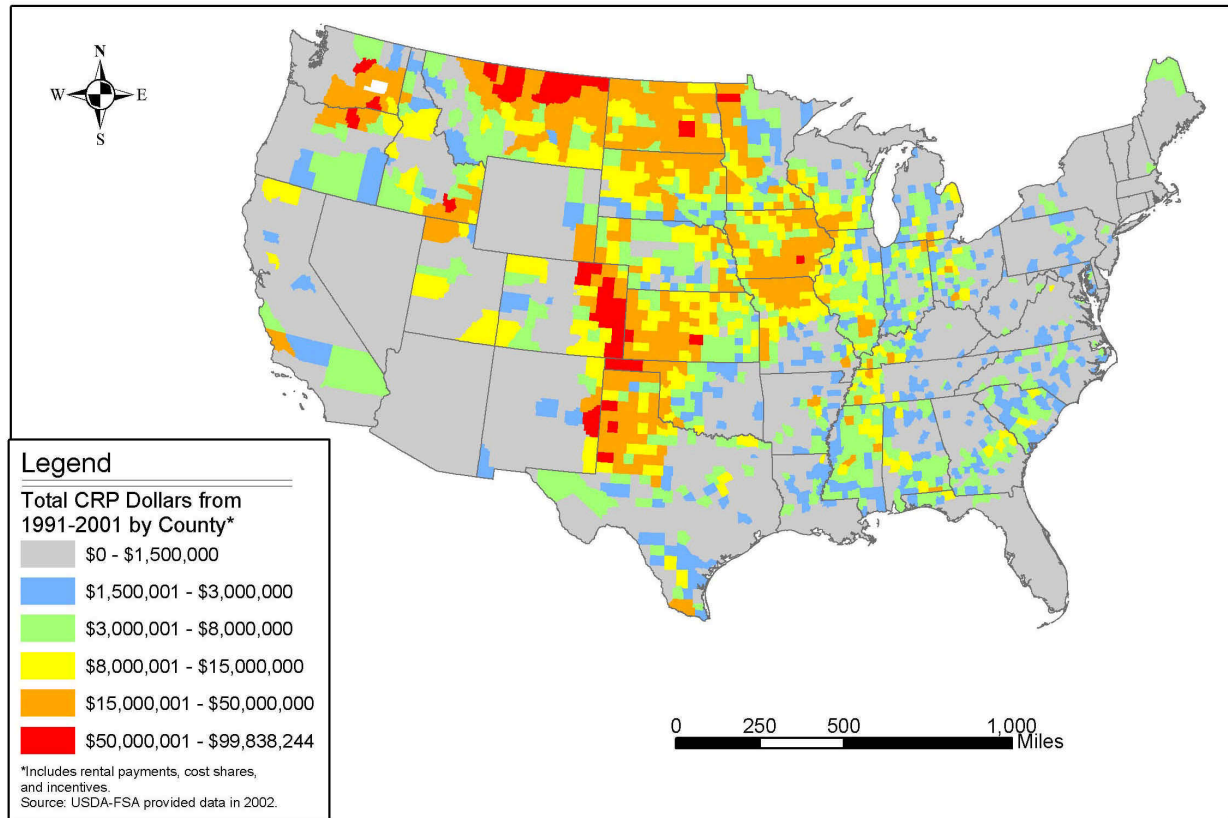 N
W E
S
Legend
Total CRP Dollars from
1991-2001 by County*
$0 - $1,500,000
$1,500,001 - $3,000,000
$3,000,001 - $8,000,000
$8,000,001 - $15,000,000
$15,000,001 - $50,000,000
$50,000,001 - $99,838,244
*Includes rental payments, cost shares,
and incentives.
Source: USDA-FSA provided data in 2002.
0 250 500 1,000
Miles